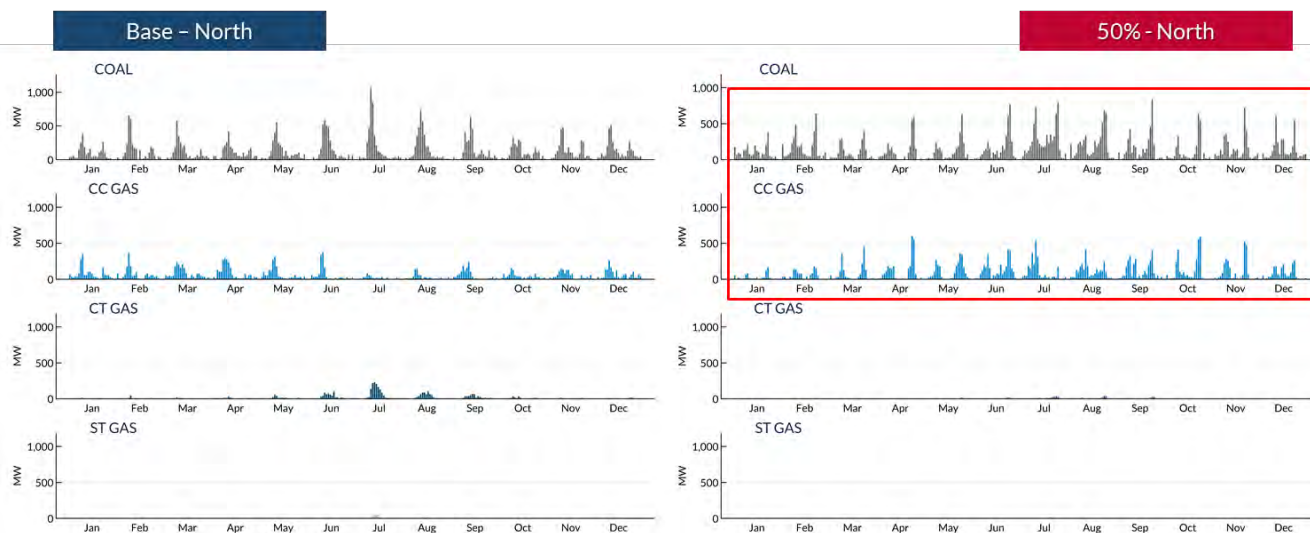 Base – North
50% - North
COAL
MW
1,000
500
0
Jan Feb Mar Apr May Jun Jul Aug Sep Oct Nov Dec
CC GAS
MW
1,000
500
0
Jan Feb Mar Apr May Jun Jul Aug Sep Oct Nov Dec
CT GAS
MW
1,000
500
0
Jan Feb Mar Apr May Jun Jul Aug Sep Oct Nov Dec
ST GAS
MW
1,000
500
0
Jan Feb Mar Apr May Jun Jul Aug Sep Oct Nov Dec
COAL
MW
1,000
500
0
Jan Feb Mar Apr May Jun Jul Aug Sep Oct Nov Dec
CC GAS
MW
1,000
500
0
Jan Feb Mar Apr May Jun Jul Aug Sep Oct Nov Dec
CT GAS
MW
1,000
500
0
Jan Feb Mar Apr May Jun Jul Aug Sep Oct Nov Dec
ST GAS
MW
1,000
500
0
Jan Feb Mar Apr May Jun Jul Aug Sep Oct Nov Dec